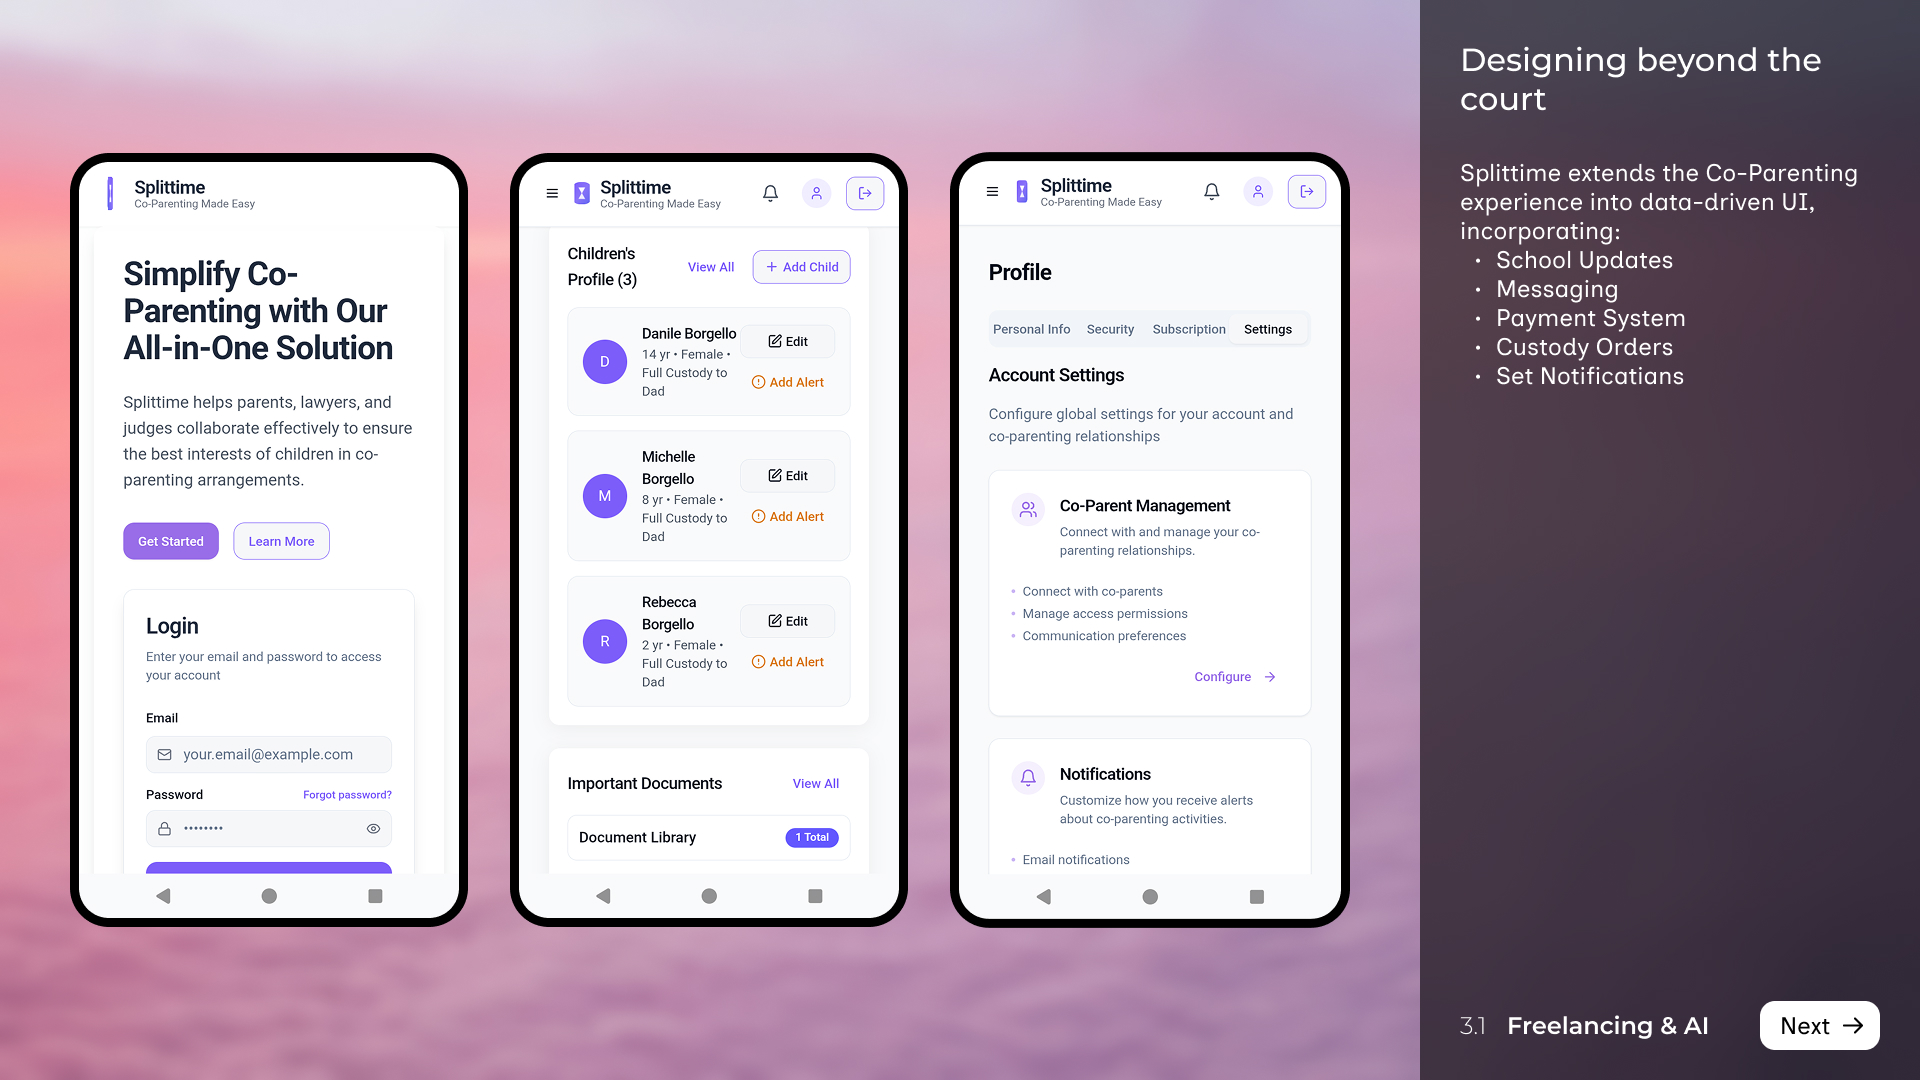 Splittime
Co-Parenting Made Easy
Simplify Co-
Parenting with Our
All-in-One Solution
Splittime helps parents, lawyers, and
judges collaborate effectively to ensure
the best interests of children in co-
parenting arrangements.
Get Started
Learn More
Login
Enter your email and password to access
your account
Email
your.email@example.com
Password
Forgot password?
••••••••
Splittime
Co-Parenting Made Easy
Children's
Profile (3)
View All
+ Add Child
D
Danile Borgello
14 yr • Female •
Full Custody to
Dad
Edit
Add Alert
M
Michelle
Borgello
8 yr • Female •
Full Custody to
Dad
Edit
Add Alert
R
Rebecca
Borgello
2 yr • Female •
Full Custody to
Dad
Edit
Add Alert
Important Documents
View All
Document Library
1 Total
Splittime
Co-Parenting Made Easy
Profile
Personal Info
Security
Subscription
Settings
Account Settings
Configure global settings for your account and
co-parenting relationships
Co-Parent Management
Connect with and manage your co-
parenting relationships.
• Connect with co-parents
• Manage access permissions
• Communication preferences
Configure →
Notifications
Customize how you receive alerts
about co-parenting activities.
• Email notifications
Designing beyond the
court
Splittime extends the Co-Parenting
experience into data-driven UI,
incorporating:
• School Updates
• Messaging
• Payment System
• Custody Orders
• Set Notificatians
3.1 Freelancing & AI
Next →